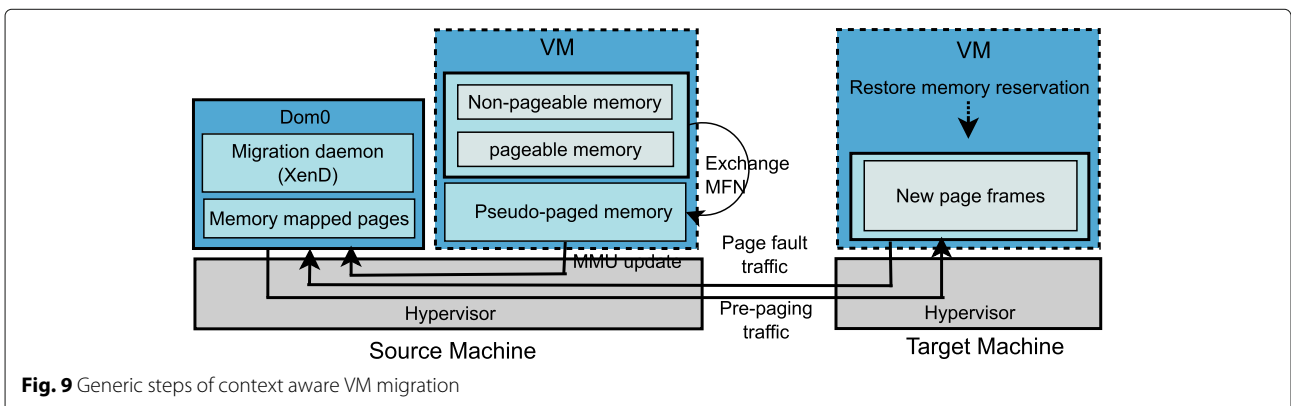 VM
Non-pageable memory
pageable memory
Pseudo-paged memory
Exchange
MFN
Dom0
Migration daemon
(XenD)
Memory mapped pages
MMU update
Hypervisor
Source Machine
Page fault
traffic
Pre-paging
traffic
VM
Restore memory reservation
New page frames
Hypervisor
Target Machine
Fig. 9 Generic steps of context aware VM migration